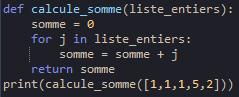 def calcule_somme(liste_entiers):
    somme = 0
    for j in liste_entiers:
        somme = somme + j
    return somme
print(calcule_somme([1,1,1,5,2]))